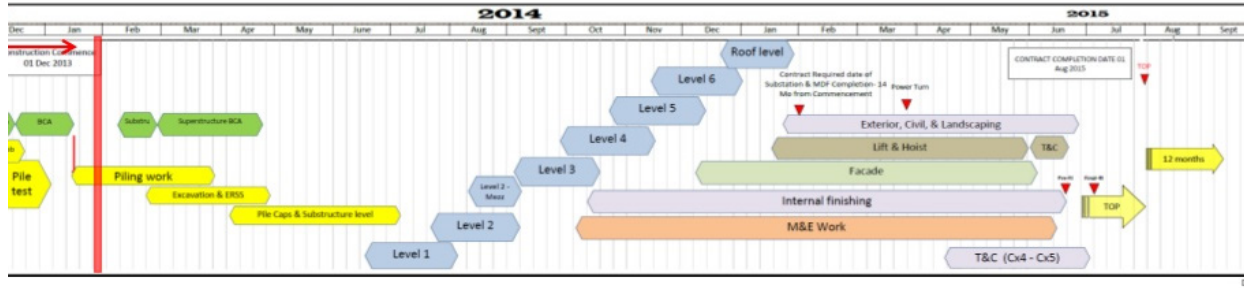 2014
2015
Dec Jan Feb Mar Apr May June Jul Aug Sept Oct Nov Dec Jan Feb Mar Apr May Jun Jul Aug Sept
01 Dec 2013
Roof level
CONTRACT COMPLETION DATE 01
Aug 2015
TOP
Level 6
Contract Required date of
Substation & MDF Completion- 14
Ms from Commencement
Power Turn
Level 5
BCA
Substru
Superstructure BCA
Exterior, Civil, & Landscaping
Level 4
Lift & Hoist
T&C
12 months
Level 3
Facade
Pile
test
Piling work
Level 2 -
Mezz
Excavation & ERSS
Internal finishing
TOP
Pile Caps & Substructure level
Level 2
M&E Work
Level 1
T&C (Cx4 - Cx5)